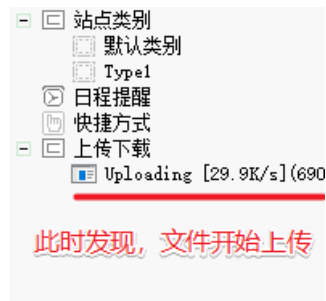 站点类别
默认类别
Type1
日程提醒
快捷方式
上传下载
Uploading [29.9K/s](690
此时发现，文件开始上传